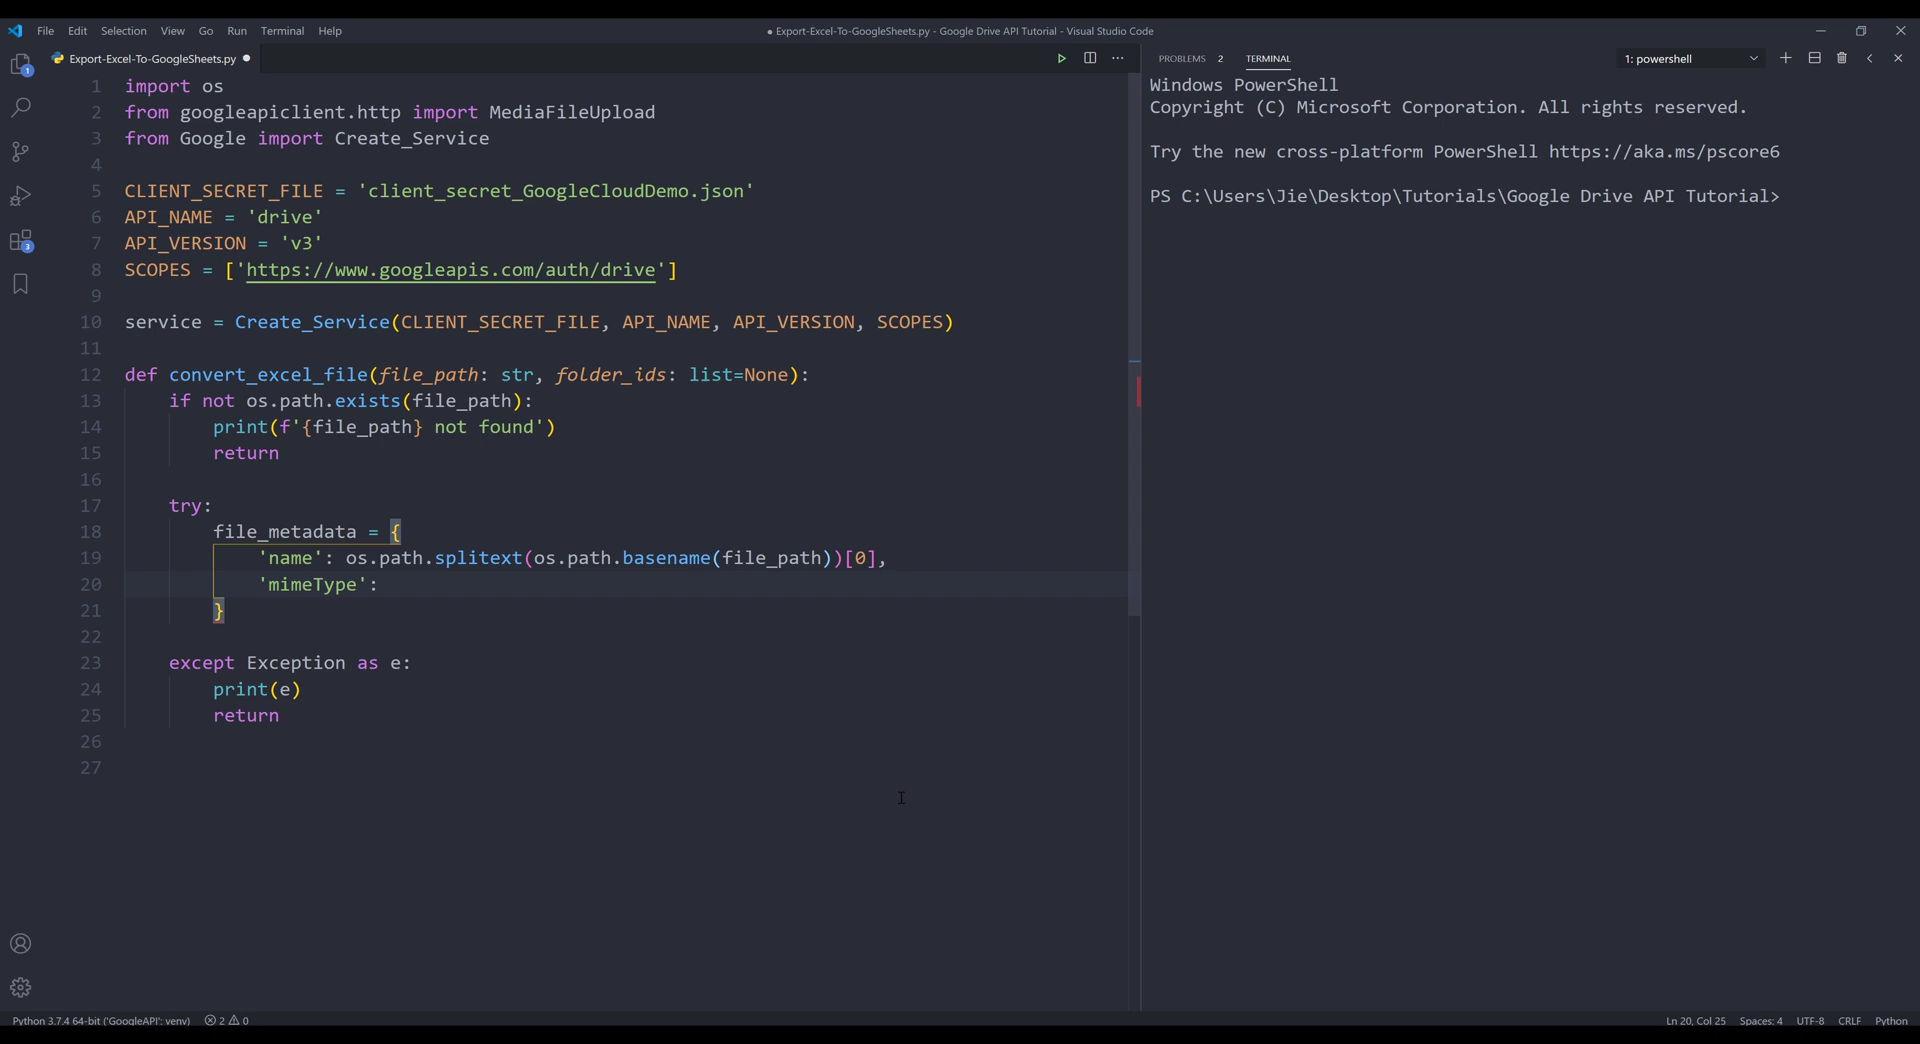 File Edit Selection View Go Run Terminal Help
● Export-Excel-To-GoogleSheets.py - Google Drive API Tutorial - Visual Studio Code
Export-Excel-To-GoogleSheets.py ●
1 import os
2 from googleapiclient.http import MediaFileUpload
3 from Google import Create_Service
4
5 CLIENT_SECRET_FILE = 'client_secret_GoogleCloudDemo.json'
6 API_NAME = 'drive'
7 API_VERSION = 'v3'
8 SCOPES = ['https://www.googleapis.com/auth/drive']
9
10 service = Create_Service(CLIENT_SECRET_FILE, API_NAME, API_VERSION, SCOPES)
11
12 def convert_excel_file(file_path: str, folder_ids: list=None):
13     if not os.path.exists(file_path):
14         print(f'{file_path} not found')
15         return
16
17     try:
18         file_metadata = {
19             'name': os.path.splitext(os.path.basename(file_path))[0],
20             'mimeType':
21         }
22
23     except Exception as e:
24         print(e)
25         return
26
27
PROBLEMS 2 TERMINAL 1: powershell
Windows PowerShell
Copyright (C) Microsoft Corporation. All rights reserved.
Try the new cross-platform PowerShell https://aka.ms/pscore6
PS C:\Users\Jie\Desktop\Tutorials\Google Drive API Tutorial>
1
3
Python 3.7.4 64-bit ('GoogleAPI': venv) 2 0
Ln 20, Col 25 Spaces: 4 UTF-8 CRLF Python